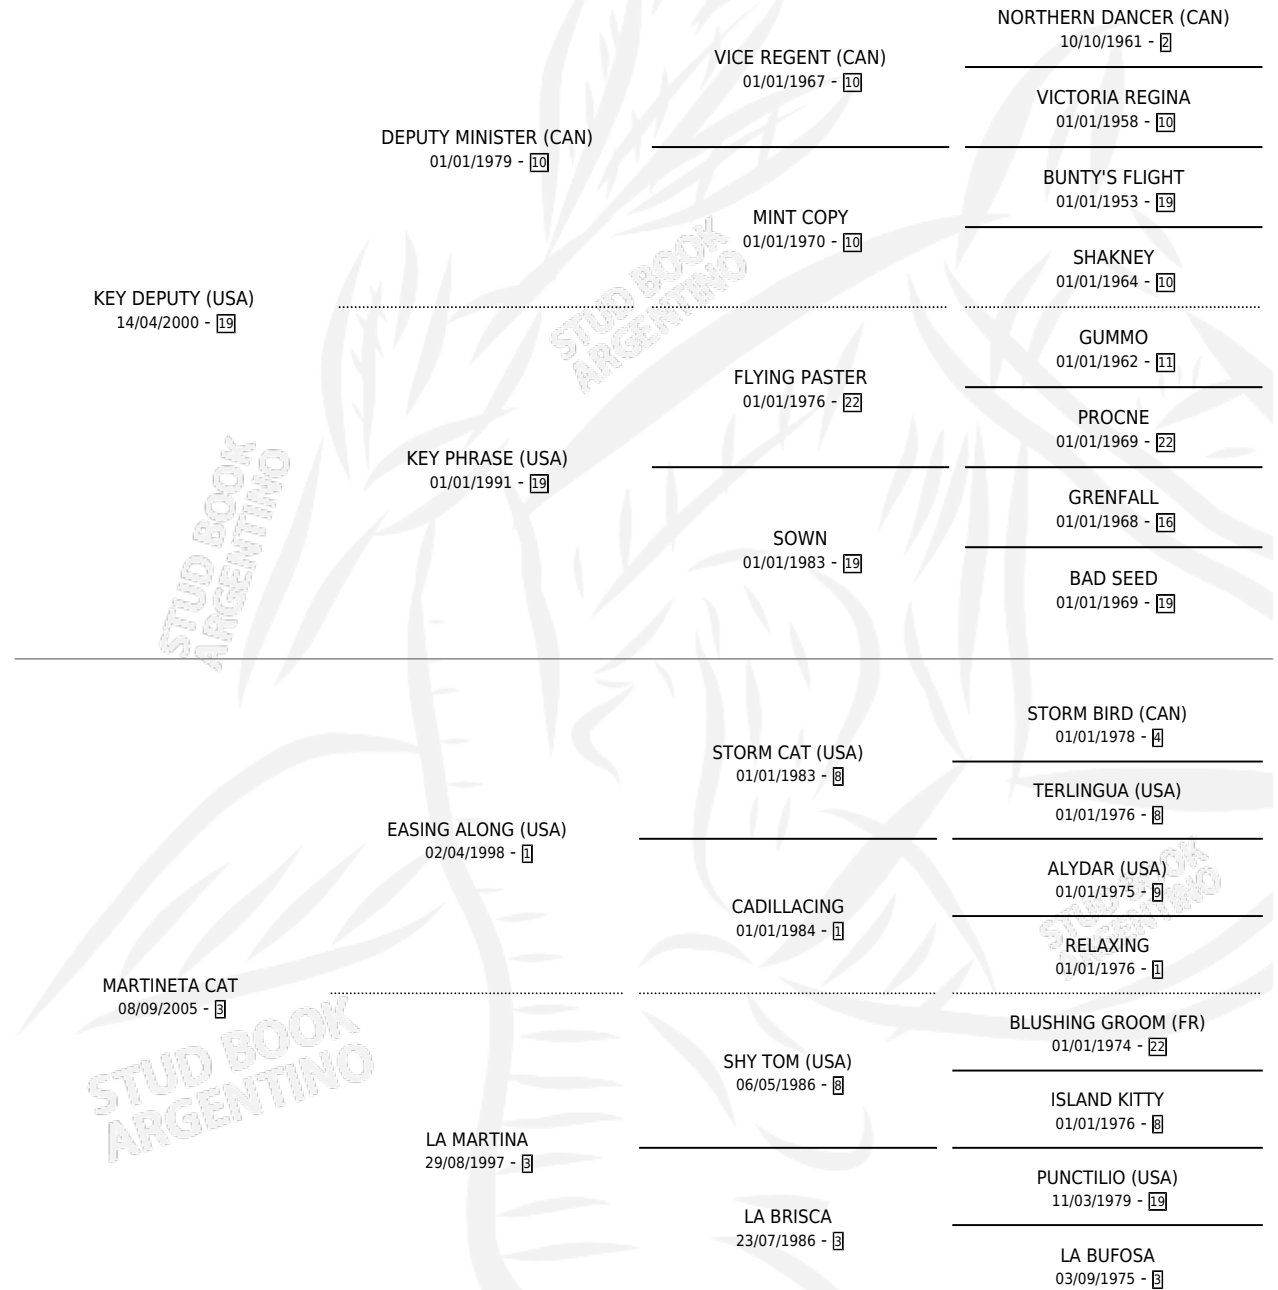 NORTHERN DANCER (CAN)
10/10/1961 - 2
VICE REGENT (CAN)
01/01/1967 - 10
VICTORIA REGINA
01/01/1958 - 10
DEPUTY MINISTER (CAN)
01/01/1979 - 10
BUNTY'S FLIGHT
01/01/1953 - 19
MINT COPY
01/01/1970 - 10
SHAKNEY
01/01/1964 - 10
KEY DEPUTY (USA)
14/04/2000 - 19
STUD BOOK
ARGENTINO
GUMMO
01/01/1962 - 11
FLYING PASTER
01/01/1976 - 22
PROCNE
01/01/1969 - 22
KEY PHRASE (USA)
01/01/1991 - 19
GRENFALL
01/01/1968 - 16
SOWN
01/01/1983 - 19
BAD SEED
01/01/1969 - 19
STUD BOOK
ARGENTINO
STORM BIRD (CAN)
01/01/1978 - 4
STORM CAT (USA)
01/01/1983 - 8
TERLINGUA (USA)
01/01/1976 - 8
EASING ALONG (USA)
02/04/1998 - 1
ALYDAR (USA)
01/01/1975 - 9
CADILLACING
01/01/1984 - 1
STUD BOOK
ARGENTINO
RELAXING
01/01/1976 - 1
MARTINETA CAT
08/09/2005 - 3
STUD BOOK
ARGENTINO
BLUSHING GROOM (FR)
01/01/1974 - 22
SHY TOM (USA)
06/05/1986 - 8
ISLAND KITTY
01/01/1976 - 8
LA MARTINA
29/08/1997 - 3
PUNCTILIO (USA)
11/03/1979 - 19
LA BRISCA
23/07/1986 - 3
LA BUFOSA
03/09/1975 - 3